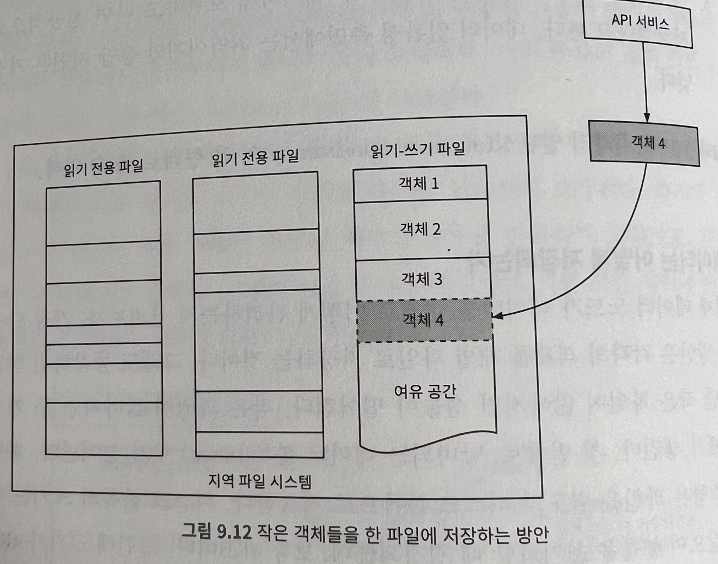 API 서비스
객체 4
읽기 전용 파일
읽기 전용 파일
읽기-쓰기 파일
객체 1
객체 2
객체 3
객체 4
여유 공간
지역 파일 시스템
그림 9.12 작은 객체들을 한 파일에 저장하는 방안